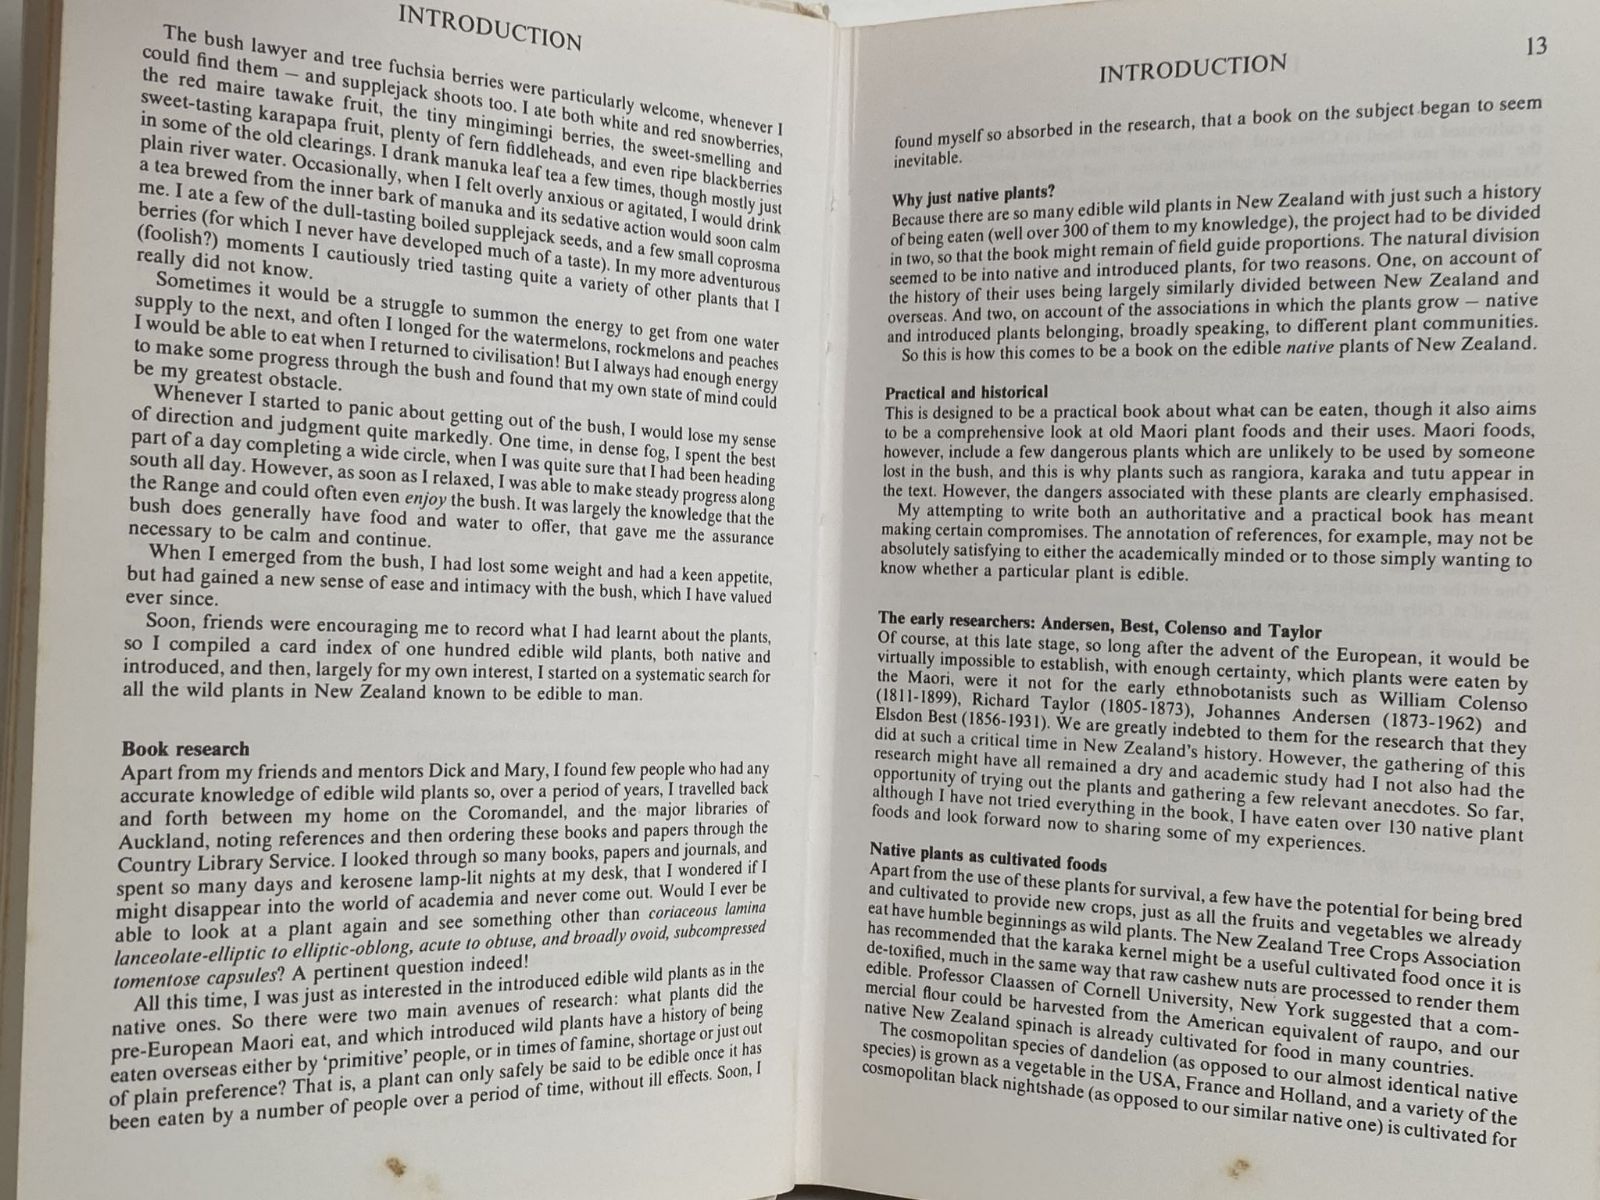 INTRODUCTION
The bush lawyer and tree fuchsia berries were particularly welcome, whenever I
could find them — and supplejack shoots too. I ate both white and red snowberries,
the red maire tawake fruit, the tiny mingimingi berries, the sweet-smelling and
sweet-tasting karapapa fruit, plenty of fern fiddleheads, and even ripe blackberries
in some of the old clearings. I drank manuka leaf tea a few times, though mostly just
plain river water. Occasionally, when I felt overly anxious or agitated, I would drink
a tea brewed from the inner bark of manuka and its sedative action would soon calm
me. I ate a few of the dull-tasting boiled supplejack seeds, and a few small coprosma
berries (for which I never have developed much of a taste). In my more adventurous
(foolish?) moments I cautiously tried tasting quite a variety of other plants that I
really did not know.
Sometimes it would be a struggle to summon the energy to get from one water
supply to the next, and often I longed for the watermelons, rockmelons and peaches
I would be able to eat when I returned to civilisation! But I always had enough energy
to make some progress through the bush and found that my own state of mind could
be my greatest obstacle.
Whenever I started to panic about getting out of the bush, I would lose my sense
of direction and judgment quite markedly. One time, in dense fog, I spent the best
part of a day completing a wide circle, when I was quite sure that I had been heading
south all day. However, as soon as I relaxed, I was able to make steady progress along
the Range and could often even enjoy the bush. It was largely the knowledge that the
bush does generally have food and water to offer, that gave me the assurance
necessary to be calm and continue.
When I emerged from the bush, I had lost some weight and had a keen appetite,
but had gained a new sense of ease and intimacy with the bush, which I have valued
ever since.
Soon, friends were encouraging me to record what I had learnt about the plants,
so I compiled a card index of one hundred edible wild plants, both native and
introduced, and then, largely for my own interest, I started on a systematic search for
all the wild plants in New Zealand known to be edible to man.
Book research
Apart from my friends and mentors Dick and Mary, I found few people who had any
accurate knowledge of edible wild plants so, over a period of years, I travelled back
and forth between my home on the Coromandel, and the major libraries of
Auckland, noting references and then ordering these books and papers through the
Country Library Service. I looked through so many books, papers and journals, and
spent so many days and kerosene lamp-lit nights at my desk, that I wondered if I
might disappear into the world of academia and never come out. Would I ever be
able to look at a plant again and see something other than coriaceous lamina
lanceolate-elliptic to elliptic-oblong, acute to obtuse, and broadly ovoid, subcompressed
tomentose capsules? A pertinent question indeed!
All this time, I was just as interested in the introduced edible wild plants as in the
native ones. So there were two main avenues of research: what plants did the
pre-European Maori eat, and which introduced wild plants have a history of being
eaten overseas either by 'primitive' people, or in times of famine, shortage or just out
of plain preference? That is, a plant can only safely be said to be edible once it has
been eaten by a number of people over a period of time, without ill effects. Soon, I
INTRODUCTION
13
found myself so absorbed in the research, that a book on the subject began to seem
inevitable.
Why just native plants?
Because there are so many edible wild plants in New Zealand with just such a history
of being eaten (well over 300 of them to my knowledge), the project had to be divided
in two, so that the book might remain of field guide proportions. The natural division
seemed to be into native and introduced plants, for two reasons. One, on account of
the history of their uses being largely similarly divided between New Zealand and
overseas. And two, on account of the associations in which the plants grow — native
and introduced plants belonging, broadly speaking, to different plant communities.
So this is how this comes to be a book on the edible native plants of New Zealand.
Practical and historical
This is designed to be a practical book about what can be eaten, though it also aims
to be a comprehensive look at old Maori plant foods and their uses. Maori foods,
however, include a few dangerous plants which are unlikely to be used by someone
lost in the bush, and this is why plants such as rangiora, karaka and tutu appear in
the text. However, the dangers associated with these plants are clearly emphasised.
My attempting to write both an authoritative and a practical book has meant
making certain compromises. The annotation of references, for example, may not be
absolutely satisfying to either the academically minded or to those simply wanting to
know whether a particular plant is edible.
The early researchers: Andersen, Best, Colenso and Taylor
Of course, at this late stage, so long after the advent of the European, it would be
virtually impossible to establish, with enough certainty, which plants were eaten by
the Maori, were it not for the early ethnobotanists such as William Colenso
(1811-1899), Richard Taylor (1805-1873), Johannes Andersen (1873-1962) and
Elsdon Best (1856-1931). We are greatly indebted to them for the research that they
did at such a critical time in New Zealand's history. However, the gathering of this
research might have all remained a dry and academic study had I not also had the
opportunity of trying out the plants and gathering a few relevant anecdotes. So far,
although I have not tried everything in the book, I have eaten over 130 native plant
foods and look forward now to sharing some of my experiences.
Native plants as cultivated foods
Apart from the use of these plants for survival, a few have the potential for being bred
and cultivated to provide new crops, just as all the fruits and vegetables we already
eat have humble beginnings as wild plants. The New Zealand Tree Crops Association
has recommended that the karaka kernel might be a useful cultivated food once it is
de-toxified, much in the same way that raw cashew nuts are processed to render them
edible. Professor Claassen of Cornell University, New York suggested that a com-
mercial flour could be harvested from the American equivalent of raupo, and our
native New Zealand spinach is already cultivated for food in many countries.
The cosmopolitan species of dandelion (as opposed to our almost identical native
species) is grown as a vegetable in the USA, France and Holland, and a variety of the
cosmopolitan black nightshade (as opposed to our similar native one) is cultivated for